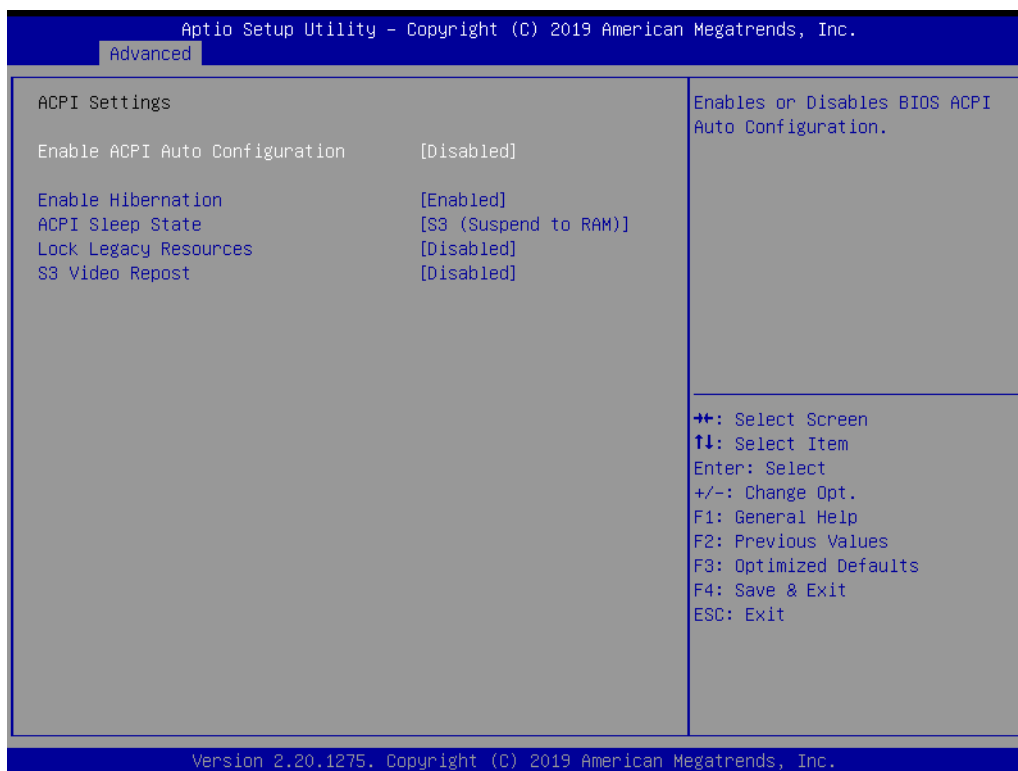 Aptio Setup Utility – Copyright (C) 2019 American Megatrends, Inc.
Advanced
ACPI Settings
Enable ACPI Auto Configuration [Disabled]
Enable Hibernation [Enabled]
ACPI Sleep State [S3 (Suspend to RAM)]
Lock Legacy Resources [Disabled]
S3 Video Repost [Disabled]
Enables or Disables BIOS ACPI
Auto Configuration.
→←: Select Screen
↑↓: Select Item
Enter: Select
+/-: Change Opt.
F1: General Help
F2: Previous Values
F3: Optimized Defaults
F4: Save & Exit
ESC: Exit
Version 2.20.1275. Copyright (C) 2019 American Megatrends, Inc.